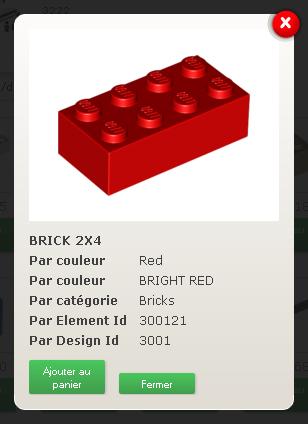 3222
BRICK 2X4
Par couleur Red
Par couleur BRIGHT RED
Par catégorie Bricks
Par Element Id 300121
Par Design Id 3001
Ajouter au
panier
Fermer